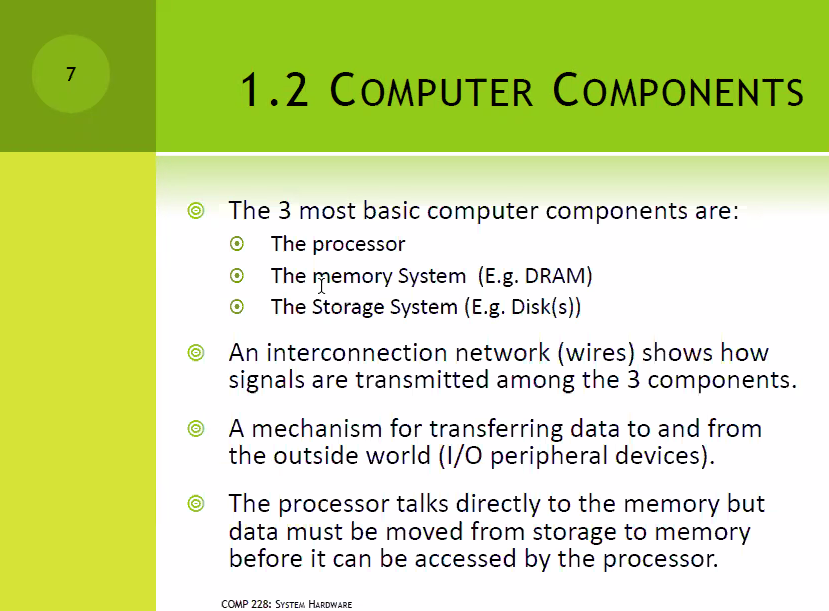 7
1.2 COMPUTER COMPONENTS
The 3 most basic computer components are:
The processor
The memory System (E.g. DRAM)
The Storage System (E.g. Disk(s))
An interconnection network (wires) shows how
signals are transmitted among the 3 components.
A mechanism for transferring data to and from
the outside world (I/O peripheral devices).
The processor talks directly to the memory but
data must be moved from storage to memory
before it can be accessed by the processor.
COMP 228: SYSTEM HARDWARE